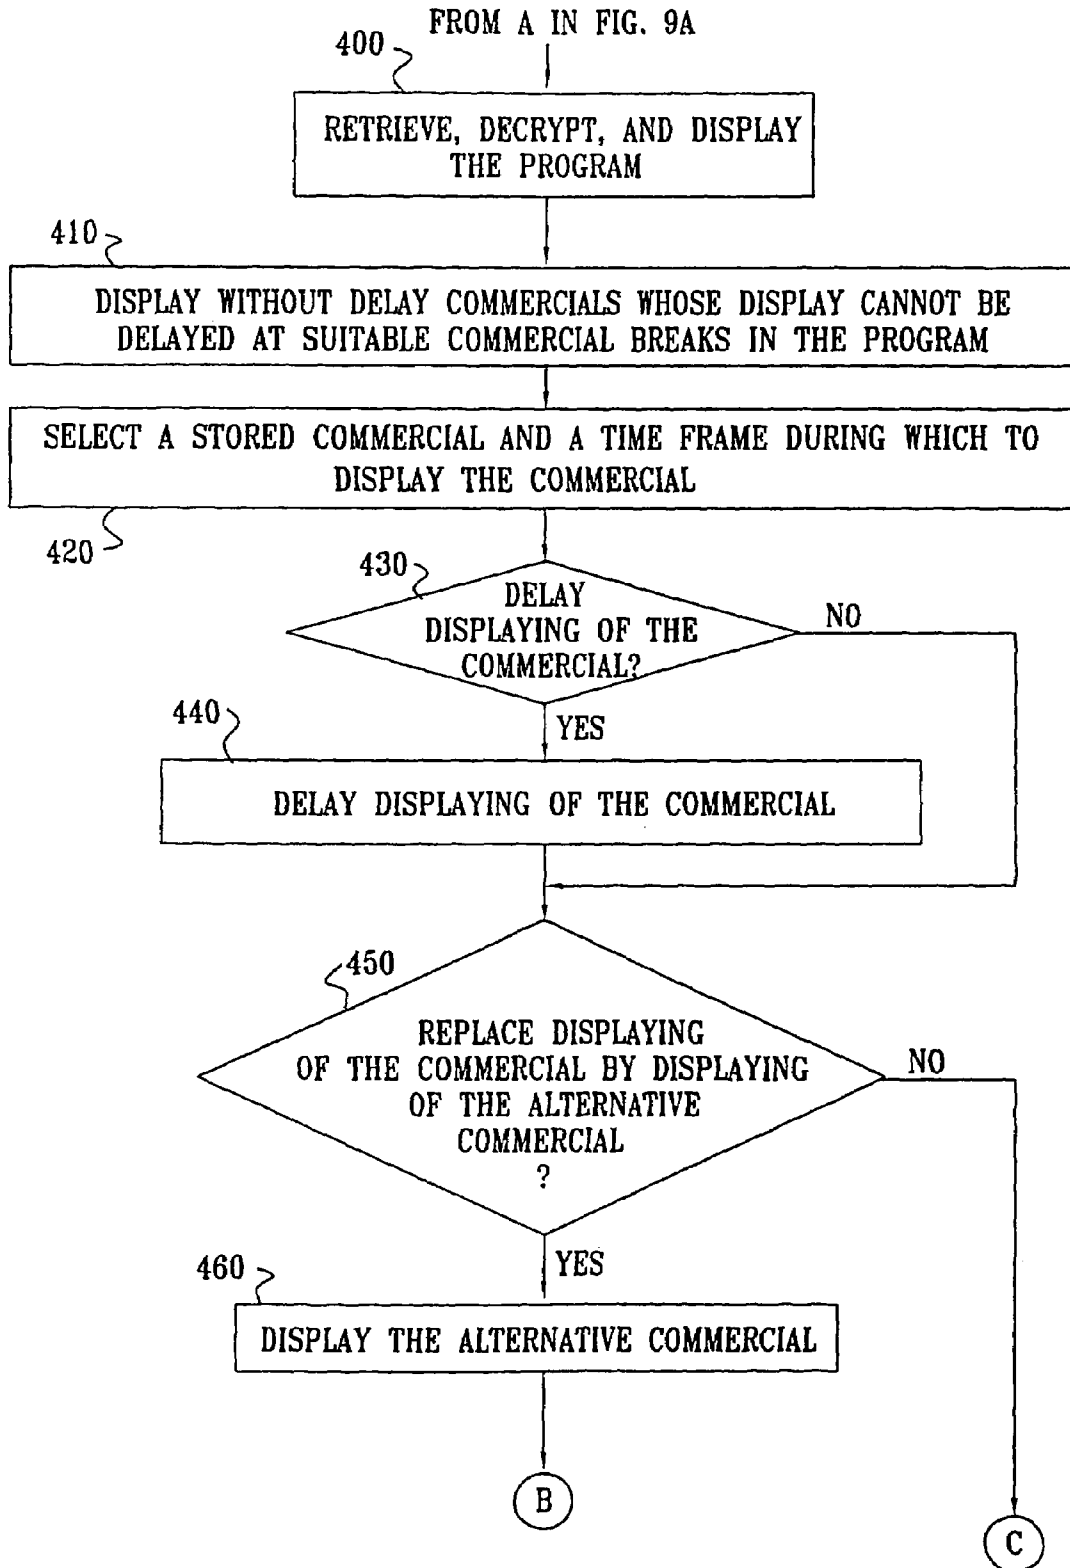 FROM A IN FIG. 9A
400
RETRIEVE, DECRYPT, AND DISPLAY
THE PROGRAM
410
DISPLAY WITHOUT DELAY COMMERCIALS WHOSE DISPLAY CANNOT BE
DELAYED AT SUITABLE COMMERCIAL BREAKS IN THE PROGRAM
SELECT A STORED COMMERCIAL AND A TIME FRAME DURING WHICH TO
DISPLAY THE COMMERCIAL
420
430
DELAY
DISPLAYING OF THE
COMMERCIAL?
NO
YES
440
DELAY DISPLAYING OF THE COMMERCIAL
450
REPLACE DISPLAYING
OF THE COMMERCIAL BY DISPLAYING
OF THE ALTERNATIVE
COMMERCIAL
?
NO
YES
460
DISPLAY THE ALTERNATIVE COMMERCIAL
B
C